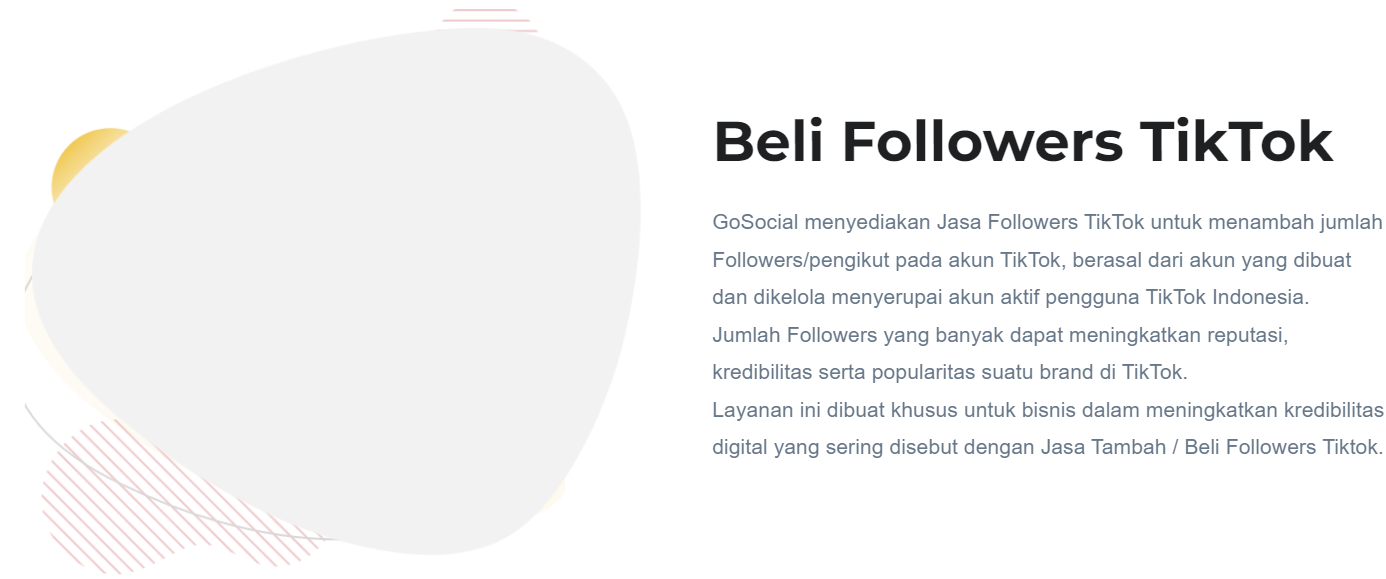 Beli Followers TikTok
GoSocial menyediakan Jasa Followers TikTok untuk menambah jumlah
Followers/pengikut pada akun TikTok, berasal dari akun yang dibuat
dan dikelola menyerupai akun aktif pengguna TikTok Indonesia.
Jumlah Followers yang banyak dapat meningkatkan reputasi,
kredibilitas serta popularitas suatu brand di TikTok.
Layanan ini dibuat khusus untuk bisnis dalam meningkatkan kredibilitas
digital yang sering disebut dengan Jasa Tambah / Beli Followers Tiktok.